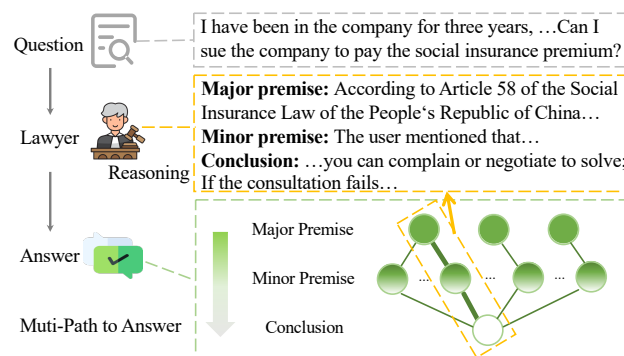 Question
I have been in the company for three years, …Can I
sue the company to pay the social insurance premium?
Lawyer
Reasoning
Major premise: According to Article 58 of the Social
Insurance Law of the People‘s Republic of China…
Minor premise: The user mentioned that…
Conclusion: …you can complain or negotiate to solve;
If the consultation fails…
Answer
Muti-Path to Answer
Major Premise
Minor Premise
Conclusion
... ... ...